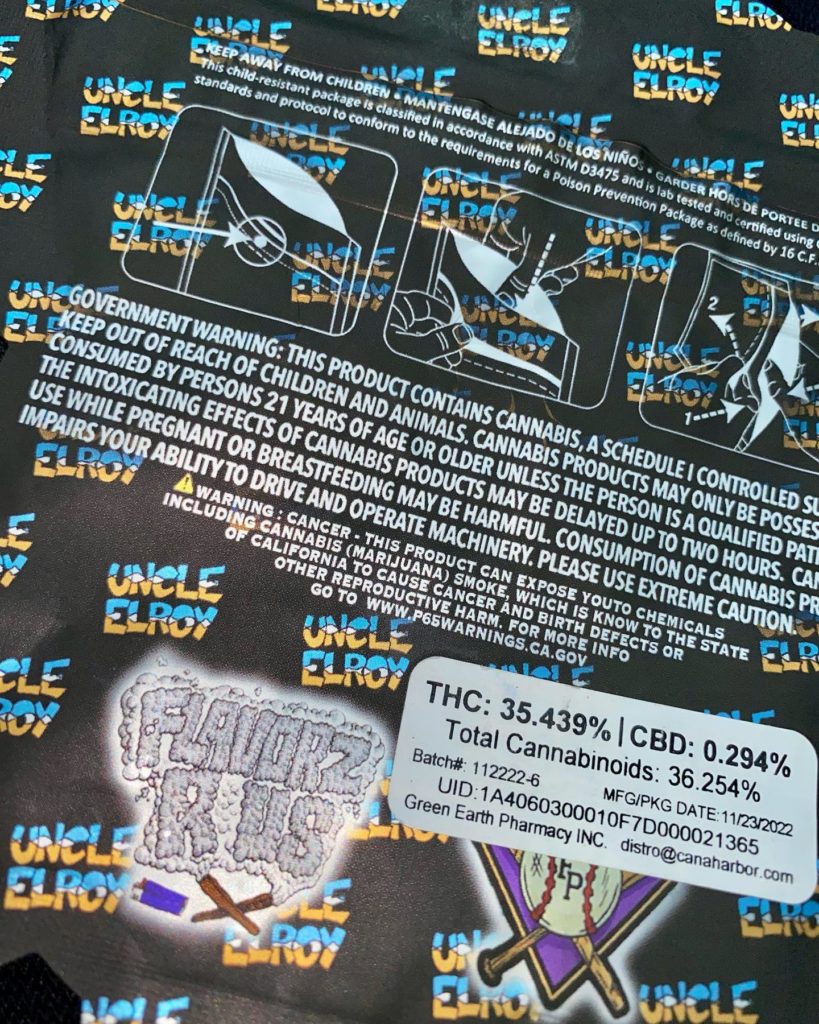 UNCLE ELROY
KEEP AWAY FROM CHILDREN • MANTENGASE ALEJADO DE LOS NIÑOS • GARDER HORS DE PORTEE
This child-resistant package is classified in accordance with ASTM D3475 and is lab tested and certified using
standards and protocol to conform to the requirements for a Poison Prevention Package as defined by 16 C.F.
1
2
GOVERNMENT WARNING: THIS PRODUCT CONTAINS CANNABIS, A SCHEDULE I CONTROLLED
KEEP OUT OF REACH OF CHILDREN AND ANIMALS. CANNABIS PRODUCTS MAY ONLY BE
CONSUMED BY PERSONS 21 YEARS OF AGE OR OLDER UNLESS THE PERSON IS A QUALIFIED
THE INTOXICATING EFFECTS OF CANNABIS PRODUCTS MAY BE DELAYED UP TO TWO HOURS.
USE WHILE PREGNANT OR BREASTFEEDING MAY BE HARMFUL. CONSUMPTION OF CANNABIS
IMPAIRS YOUR ABILITY TO DRIVE AND OPERATE MACHINERY. PLEASE USE EXTREME CAUTION.
WARNING : CANCER - THIS PRODUCT CAN EXPOSE YOUTO CHEMICALS
INCLUDING CANNABIS (MARIJUANA) SMOKE, WHICH IS KNOW TO THE STATE
OF CALIFORNIA TO CAUSE CANCER AND BIRTH DEFECTS OR
OTHER REPRODUCTIVE HARM. FOR MORE INFO
GO TO WWW.P65WARNINGS.CA.GOV
FLAVORZ
R US
THC: 35.439% | CBD: 0.294%
Total Cannabinoids: 36.254%
Batch#: 112222-6 MFG/PKG DATE:11/23/2022
UID:1A4060300010F7D000021365
Green Earth Pharmacy INC. distro@canaharbor.com
PP